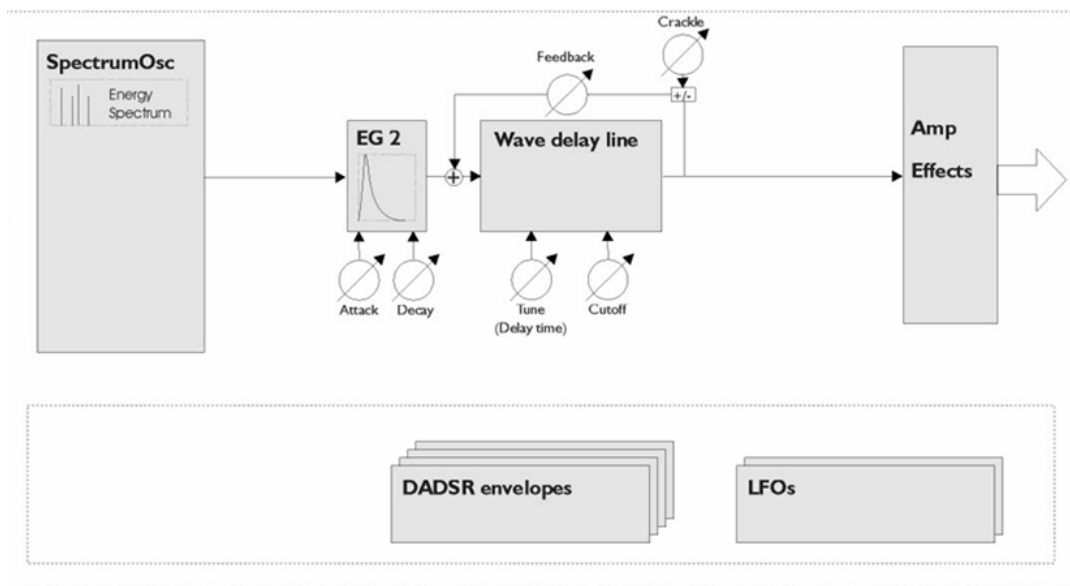 Crackle
SpectrumOsc
Energy
Spectrum
Feedback
+/-
EG 2
Wave delay line
+
Amp
Effects
Attack
Decay
Tune
(Delay time)
Cutoff
DADSR envelopes
LFOs